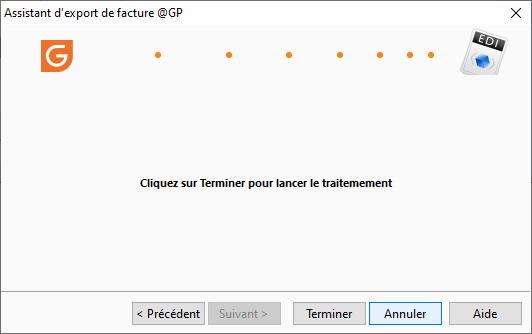 Assistant d'export de facture @GP
G
EDI
Cliquez sur Terminer pour lancer le traitemement
< Précédent
Suivant >
Terminer
Annuler
Aide